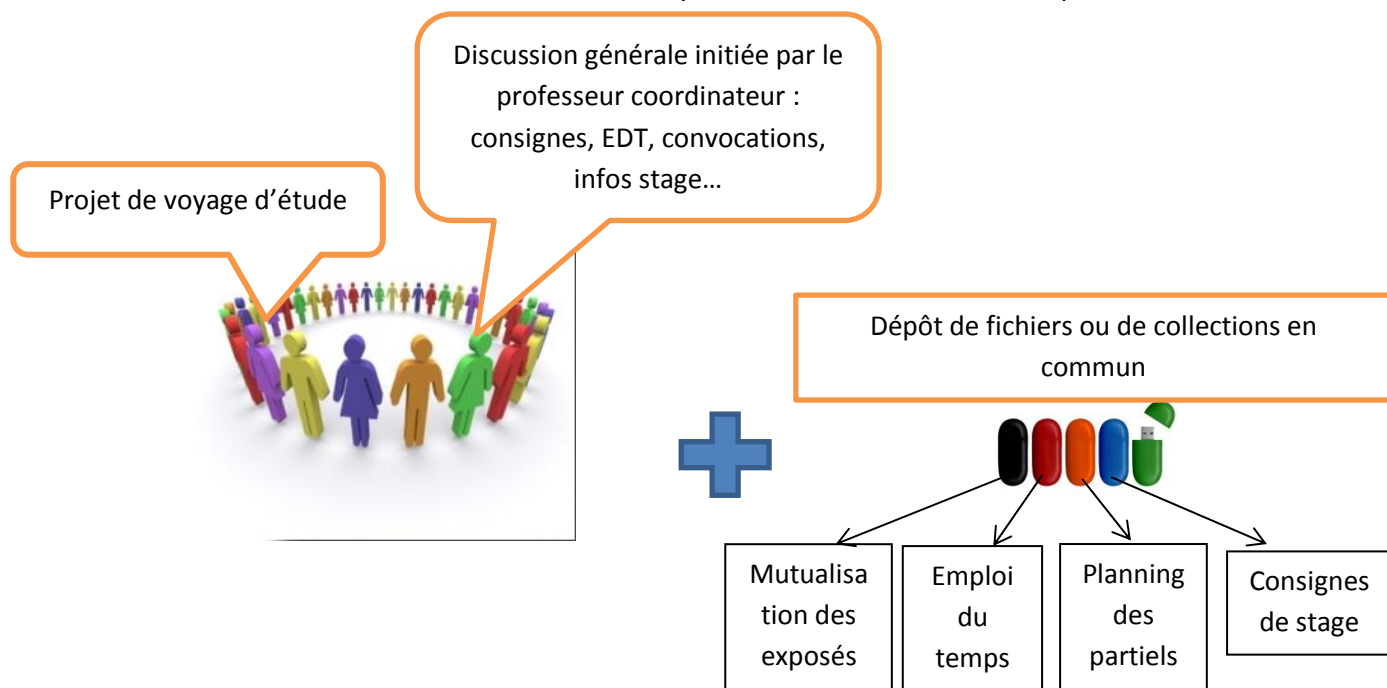 Discussion générale initiée par le
professeur coordinateur :
consignes, EDT, convocations,
infos stage…
Projet de voyage d’étude
Dépôt de fichiers ou de collections en
commun
Mutualisa
tion des
exposés
Emploi
du
temps
Planning
des
partiels
Consignes
de stage